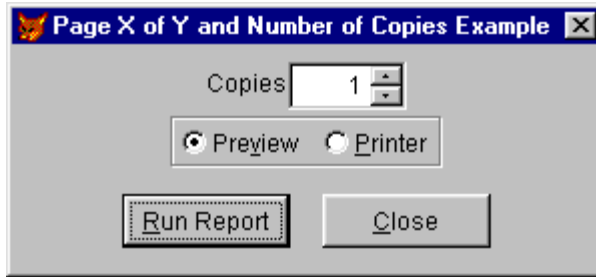 Page X of Y and Number of Copies Example
Copies 1
Preview Printer
Run Report Close